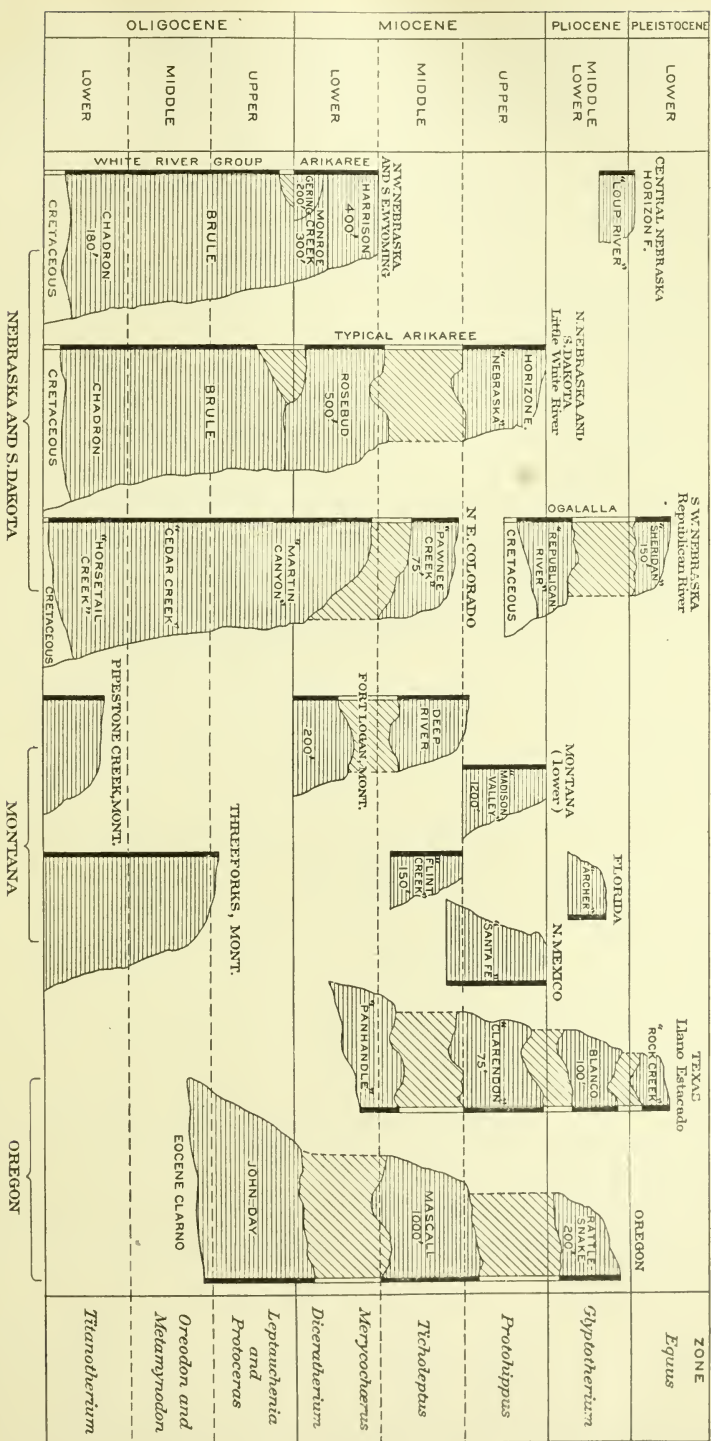 OLIGOCENE
MIOCENE
PLIOCENE
PLEISTOCENE
LOWER
MIDDLE
UPPER
LOWER
MIDDLE
UPPER
MIDDLE
LOWER
LOWER
WHITE RIVER GROUP
ARIKAREE
N.W. NEBRASKA
AND S.E. WYOMING
CENTRAL NEBRASKA
HORIZON F.
CRETACEOUS
CHADRON
180'
BRULE
GERING CREEK
200'
MONROE
300'
HARRISON
400'
"LOUP RIVER"
TYPICAL ARIKAREE
N. NEBRASKA AND
S. DAKOTA
Little White River
CRETACEOUS
CHADRON
BRULE
ROSEBUD
500'
"NEBRASKA"
HORIZON E.
OGALALLA
S.W. NEBRASKA
Republican River
CRETACEOUS
"HORSETAIL
CREEK"
"CEDAR CREEK"
"MARTIN
CANYON"
"PAWNEE
CREEK"
75'
N.E. COLORADO
CRETACEOUS
"REPUBLICAN
RIVER"
"SHERIDAN"
150'
NEBRASKA AND S. DAKOTA
PIPESTONE CREEK, MONT.
200'
FORT LOGAN, MONT.
DEEP
RIVER
MONTANA
(lower)
"MADISON
VALLEY"
1200'
THREEFORKS, MONT.
"FLINT
CREEK"
150'
FLORIDA
"ARCHER"
MONTANA
N. MEXICO
"SANTA FE"
TEXAS
Llano Estacado
"PANHANDLE"
"CLARENDON"
75'
BLANCO
100'
"ROCK CREEK"
EOCENE CLARNO
JOHN DAY
MASCALL
1000'
RATTLE-
SNAKE
200'
OREGON
OREGON
ZONE
Titanotherium
Oreodon and
Metamynodon
Leptauchenia
and
Protoceras
Diceratherium
Merycochœrus
Ticholeptus
Protohippus
Glyptotherium
Equus